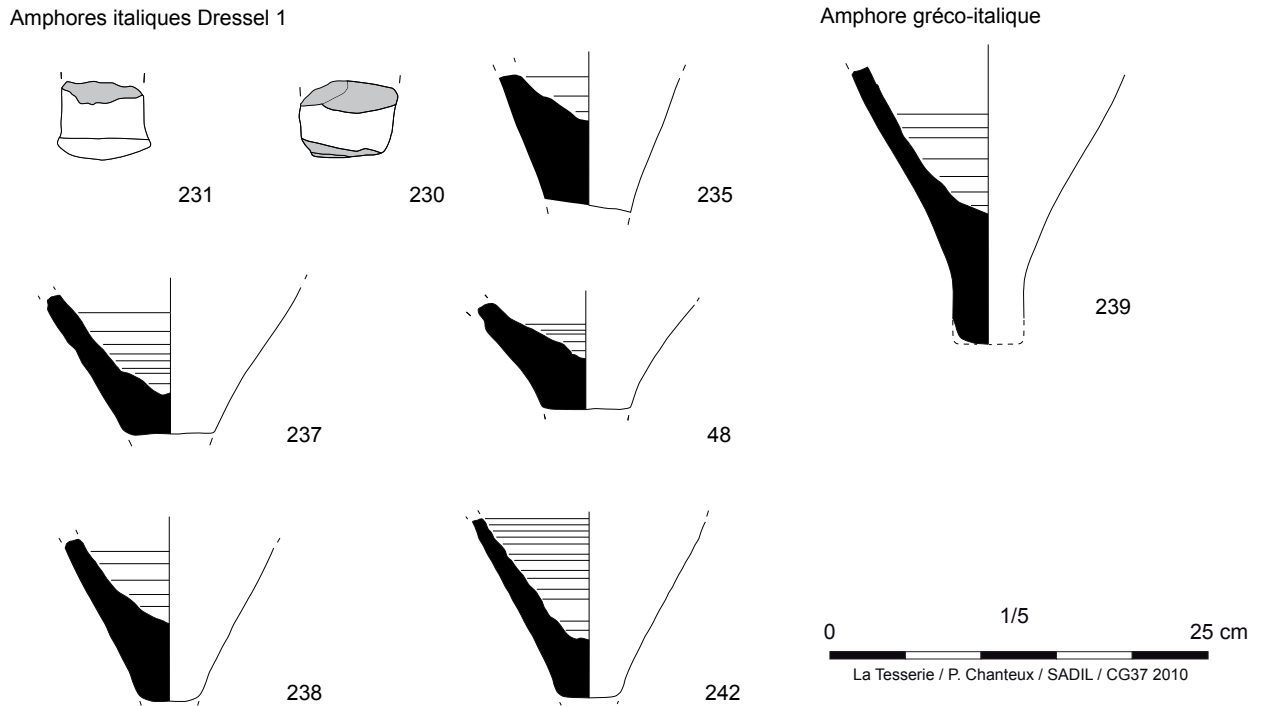 Amphores italiques Dressel 1
Amphore gréco-italique
231
230
235
239
237
48
238
242
1/5
0
25 cm
La Tesserie / P. Chanteux / SADIL / CG37 2010